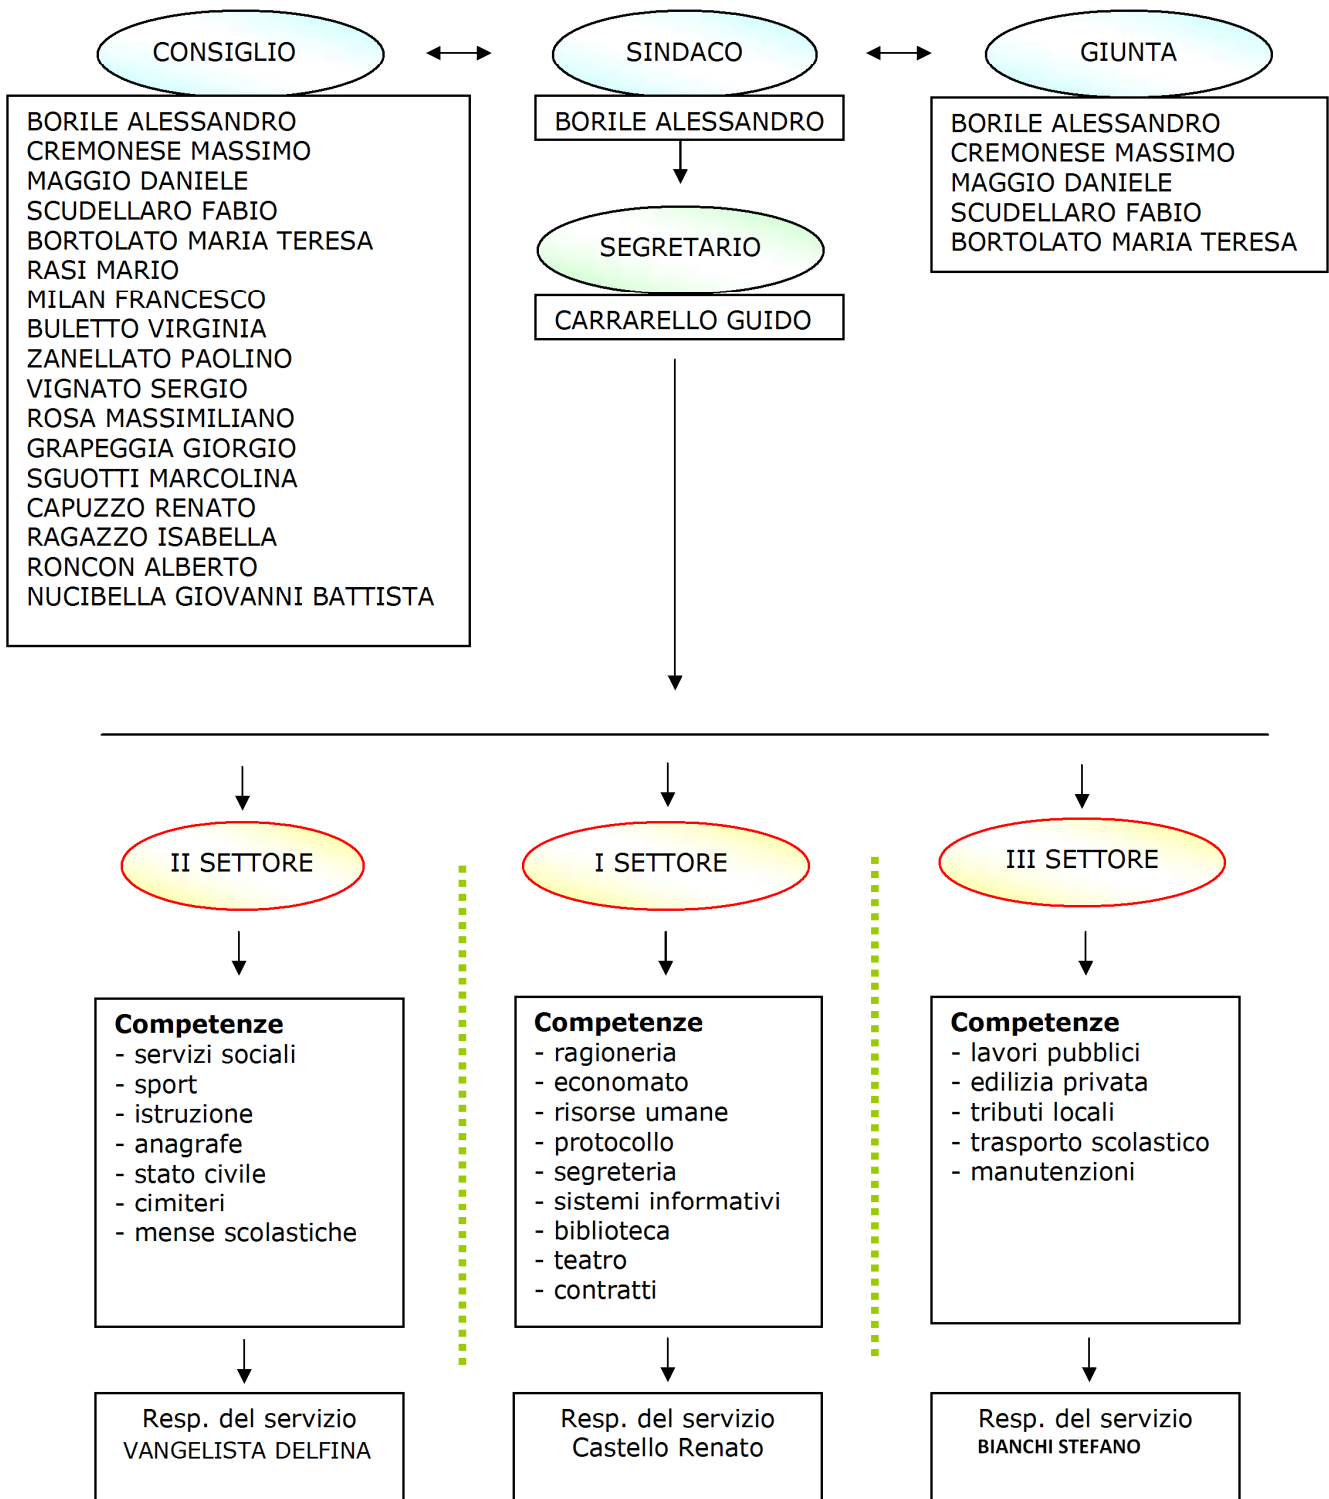 CONSIGLIO
BORILE ALESSANDRO
CREMONESE MASSIMO
MAGGIO DANIELE
SCUDELLARO FABIO
BORTOLATO MARIA TERESA
RASI MARIO
MILAN FRANCESCO
BULETTO VIRGINIA
ZANELLATO PAOLINO
VIGNATO SERGIO
ROSA MASSIMILIANO
GRAPEGGIA GIORGIO
SGUOTTI MARCOLINA
CAPUZZO RENATO
RAGAZZO ISABELLA
RONCON ALBERTO
NUCIBELLA GIOVANNI BATTISTA
SINDACO
BORILE ALESSANDRO
SEGRETARIO
CARRARELLO GUIDO
GIUNTA
BORILE ALESSANDRO
CREMONESE MASSIMO
MAGGIO DANIELE
SCUDELLARO FABIO
BORTOLATO MARIA TERESA
II SETTORE
Competenze
- servizi sociali
- sport
- istruzione
- anagrafe
- stato civile
- cimiteri
- mense scolastiche
Resp. del servizio
VANGELISTA DELFINA
I SETTORE
Competenze
- ragioneria
- economato
- risorse umane
- protocollo
- segreteria
- sistemi informativi
- biblioteca
- teatro
- contratti
Resp. del servizio
Castello Renato
III SETTORE
Competenze
- lavori pubblici
- edilizia privata
- tributi locali
- trasporto scolastico
- manutenzioni
Resp. del servizio
BIANCHI STEFANO